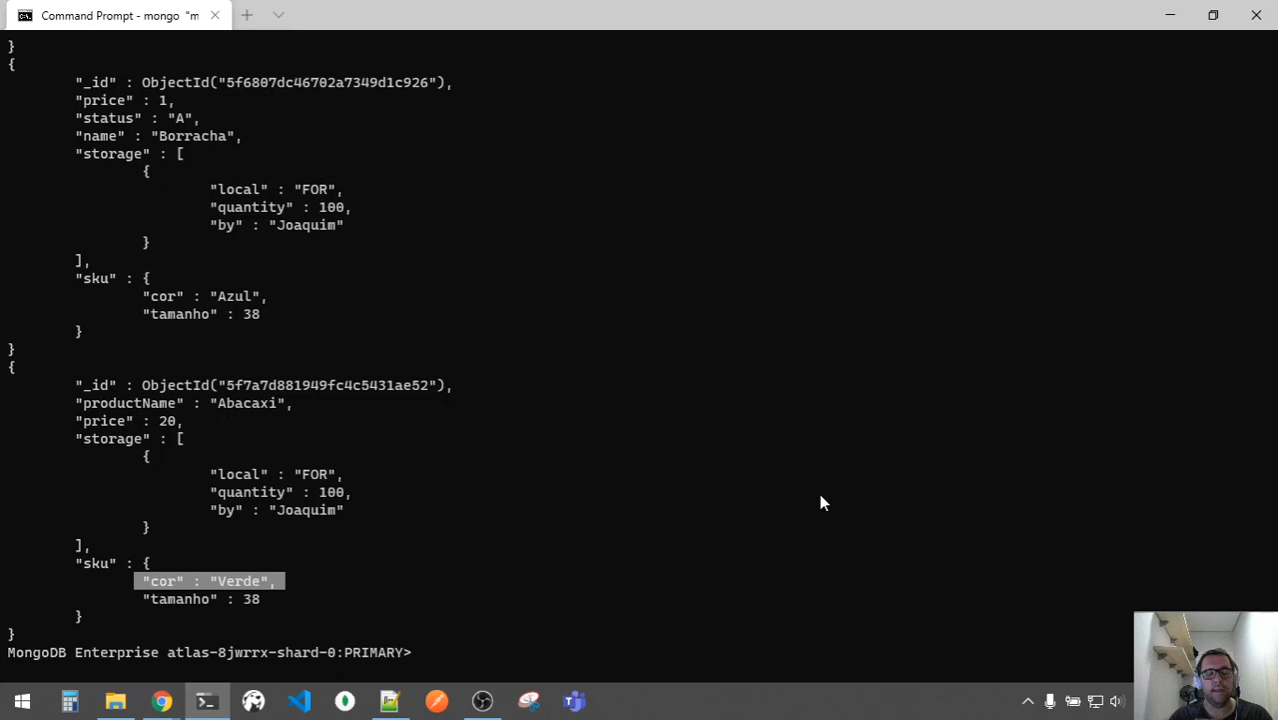 Command Prompt - mongo "m
}
{
"_id" : ObjectId("5f6807dc46702a7349d1c926"),
"price" : 1,
"status" : "A",
"name" : "Borracha",
"storage" : [
{
"local" : "FOR",
"quantity" : 100,
"by" : "Joaquim"
}
],
"sku" : {
"cor" : "Azul",
"tamanho" : 38
}
}
{
"_id" : ObjectId("5f7a7d881949fc4c5431ae52"),
"productName" : "Abacaxi",
"price" : 20,
"storage" : [
{
"local" : "FOR",
"quantity" : 100,
"by" : "Joaquim"
}
],
"sku" : {
"cor" : "Verde",
"tamanho" : 38
}
}
MongoDB Enterprise atlas-8jwrrx-shard-0:PRIMARY>